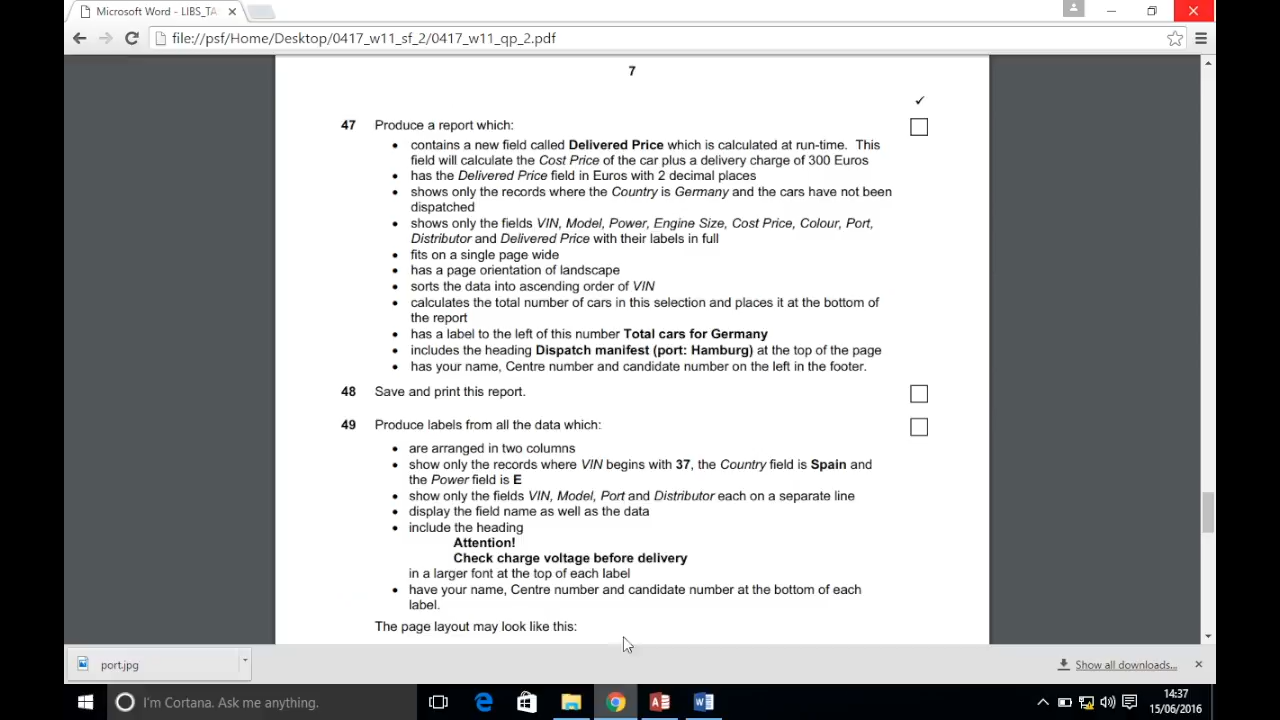 Microsoft Word - LIBS_TA
file://psf/Home/Desktop/0417_w11_sf_2/0417_w11_qp_2.pdf
7
✓
47 Produce a report which:
• contains a new field called Delivered Price which is calculated at run-time. This
field will calculate the Cost Price of the car plus a delivery charge of 300 Euros
• has the Delivered Price field in Euros with 2 decimal places
• shows only the records where the Country is Germany and the cars have not been
dispatched
• shows only the fields VIN, Model, Power, Engine Size, Cost Price, Colour, Port,
Distributor and Delivered Price with their labels in full
• fits on a single page wide
• has a page orientation of landscape
• sorts the data into ascending order of VIN
• calculates the total number of cars in this selection and places it at the bottom of
the report
• has a label to the left of this number Total cars for Germany
• includes the heading Dispatch manifest (port: Hamburg) at the top of the page
• has your name, Centre number and candidate number on the left in the footer.
48 Save and print this report.
49 Produce labels from all the data which:
• are arranged in two columns
• show only the records where VIN begins with 37, the Country field is Spain and
the Power field is E
• show only the fields VIN, Model, Port and Distributor each on a separate line
• display the field name as well as the data
• include the heading
Attention!
Check charge voltage before delivery
in a larger font at the top of each label
• have your name, Centre number and candidate number at the bottom of each
label.
The page layout may look like this:
port.jpg
Show all downloads...
I'm Cortana. Ask me anything.
14:37
15/06/2016